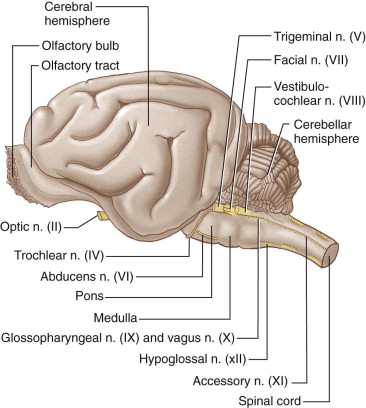 Cerebral
hemisphere
Olfactory bulb
Olfactory tract
Trigeminal n. (V)
Facial n. (VII)
Vestibulo-
cochlear n. (VIII)
Cerebellar
hemisphere
Optic n. (II)
Trochlear n. (IV)
Abducens n. (VI)
Pons
Medulla
Glossopharyngeal n. (IX) and vagus n. (X)
Hypoglossal n. (xII)
Accessory n. (XI)
Spinal cord